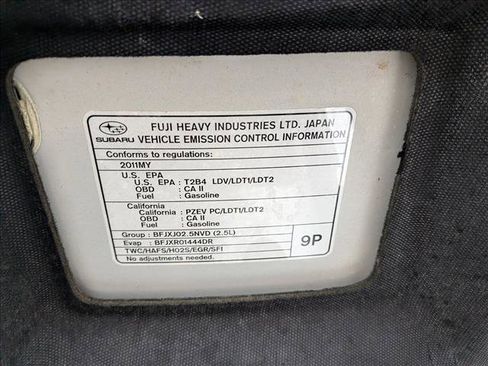 FUJI HEAVY INDUSTRIES LTD. JAPAN
SUBARU VEHICLE EMISSION CONTROL INFORMATION
Conforms to regulations:
2011MY
U.S. EPA
U.S. EPA : T2B4 LDV/LDT1/LDT2
OBD : CA II
Fuel : Gasoline
California
California : PZEV PC/LDT1/LDT2
OBD : CA II
Fuel : Gasoline
Group : BFJXJ02.5NVD (2.5L)
Evap : BFJXR01444DR
TWC/HAFS/HO2S/EGR/SFI
No adjustments needed.
9P